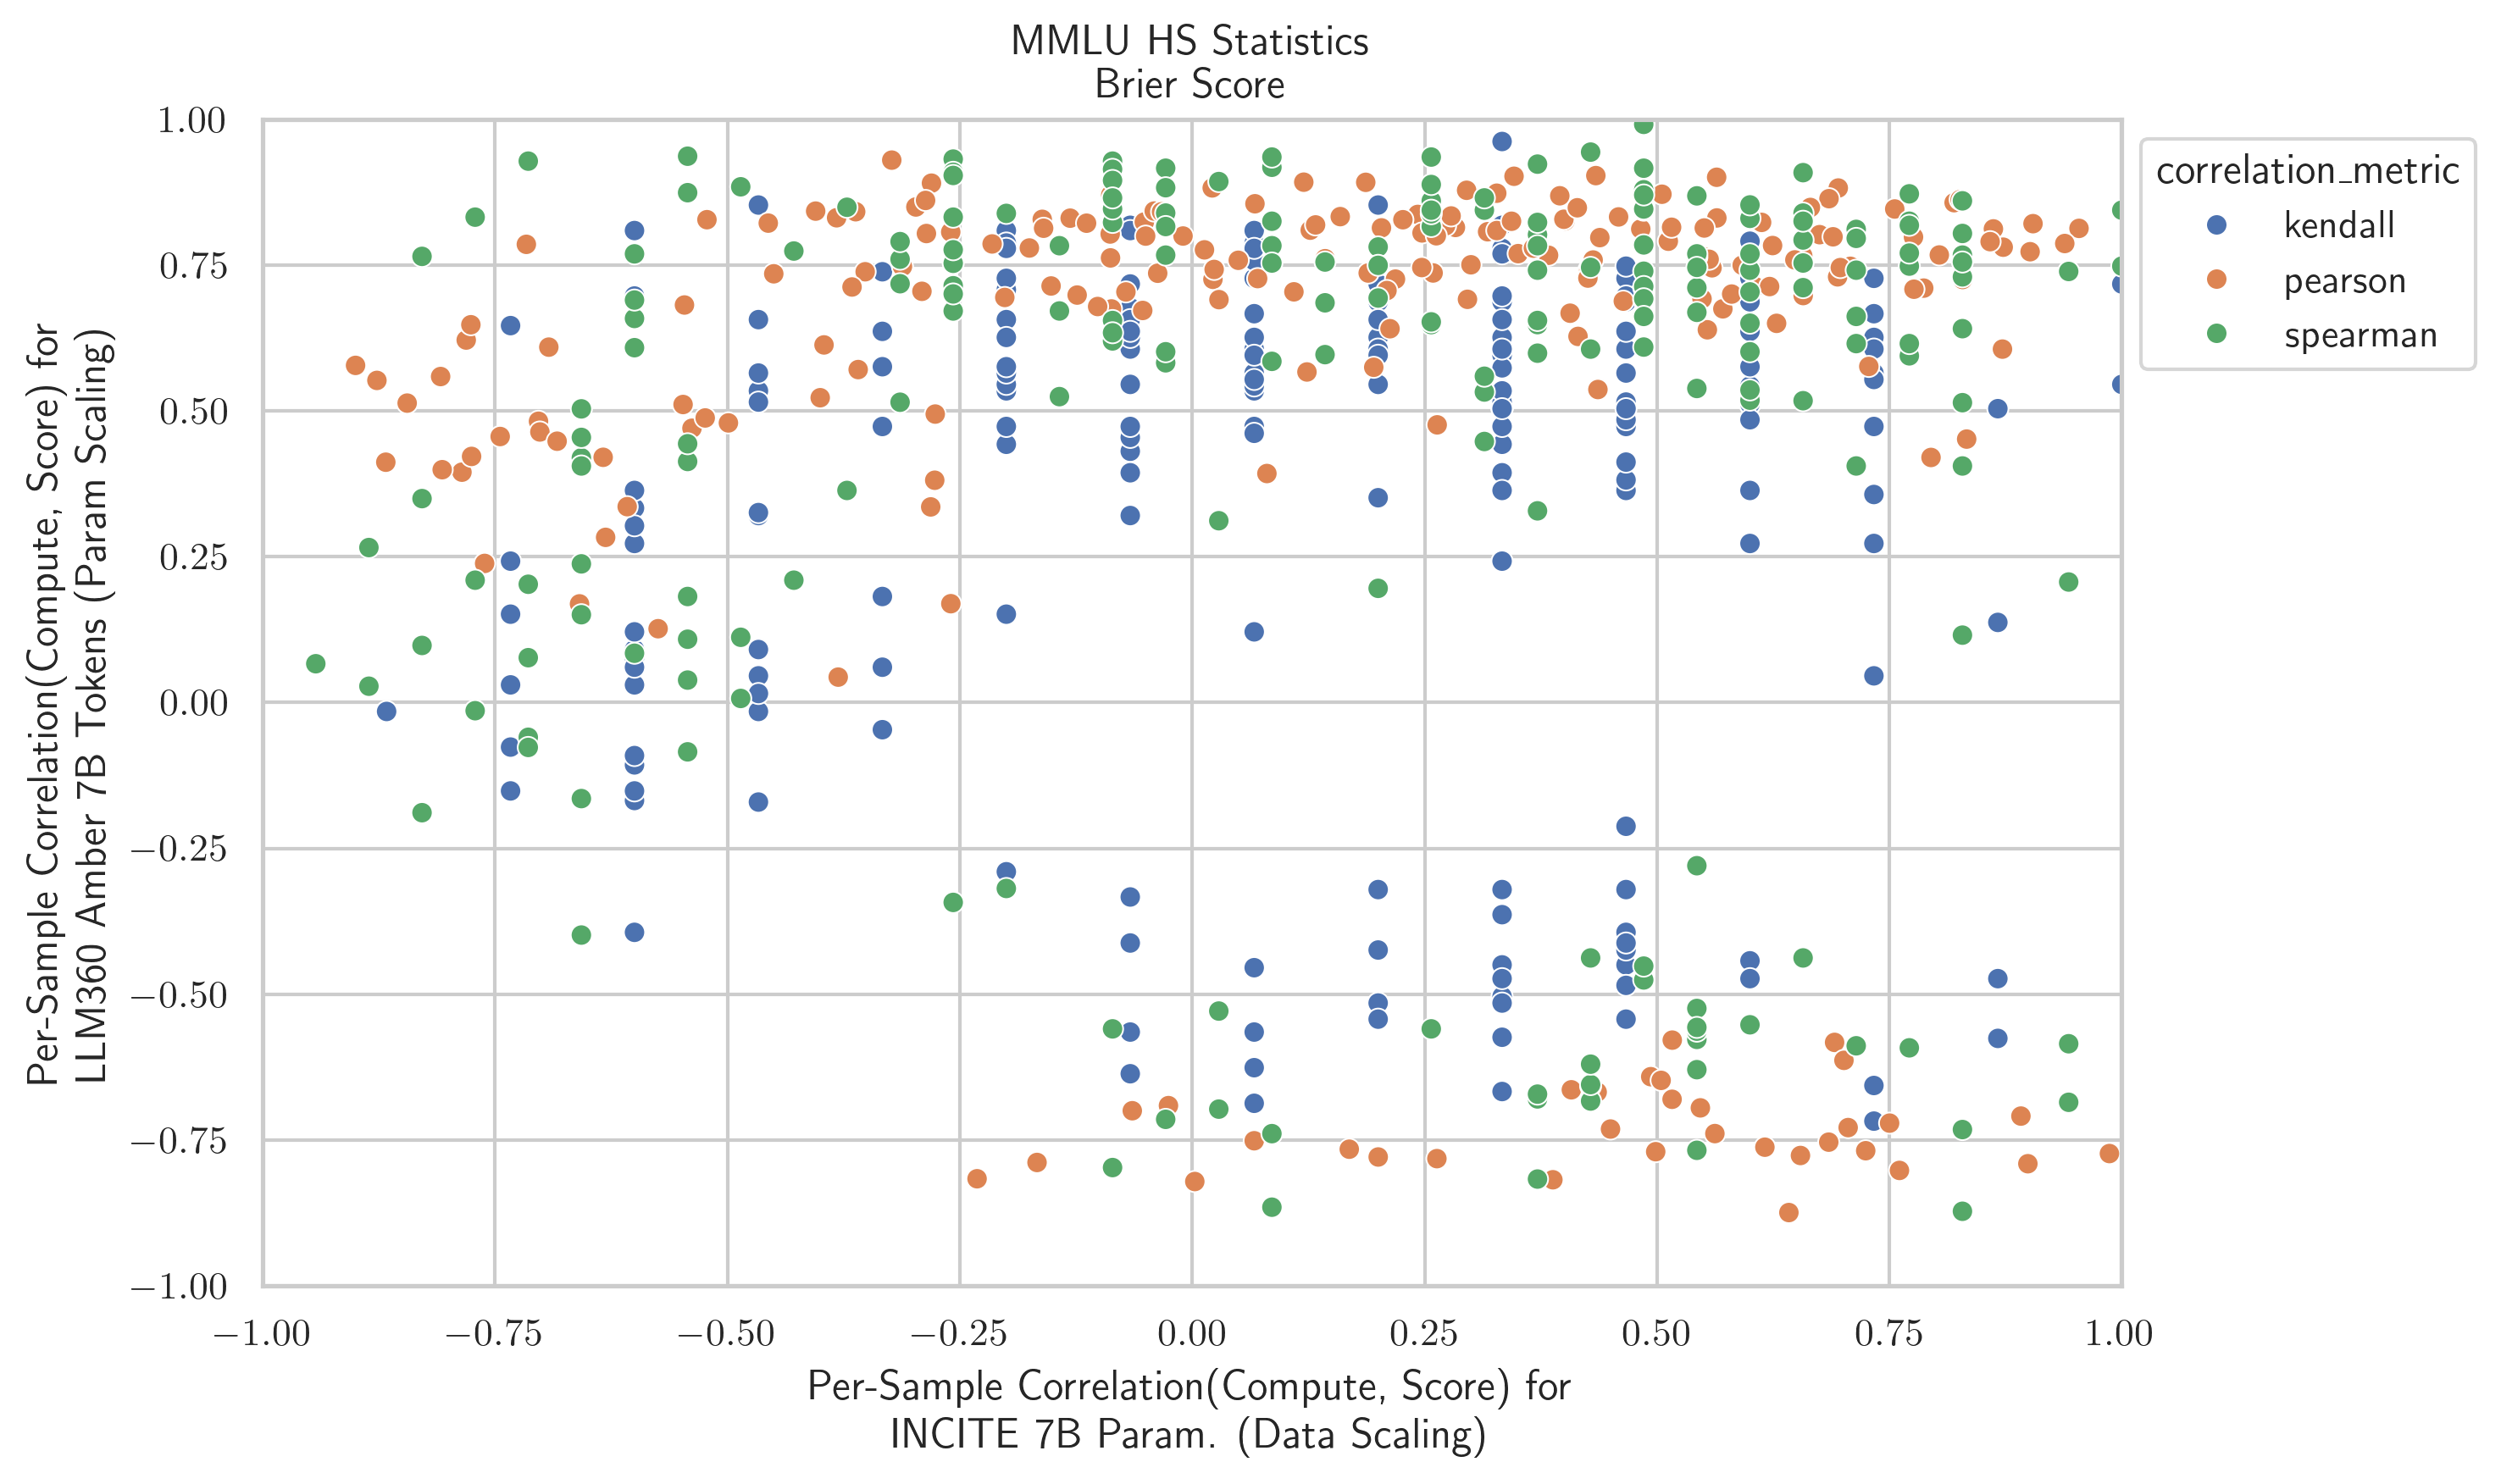 MMLU HS Statistics
Brier Score
Per-Sample Correlation(Compute, Score) for
LLM360 Amber 7B Tokens (Param Scaling)
1.00
0.75
0.50
0.25
0.00
−0.25
−0.50
−0.75
−1.00
−1.00 −0.75 −0.50 −0.25 0.00 0.25 0.50 0.75 1.00
Per-Sample Correlation(Compute, Score) for
INCITE 7B Param. (Data Scaling)
correlation_metric
kendall
pearson
spearman